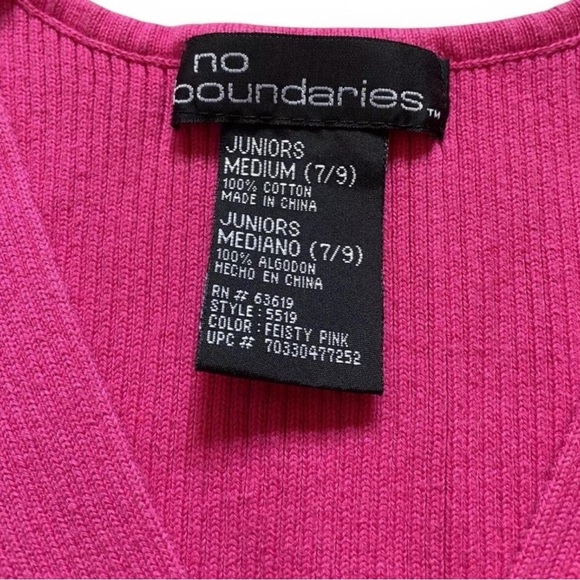 no
boundaries™
JUNIORS
MEDIUM (7/9)
100% COTTON
MADE IN CHINA
JUNIORS
MEDIANO (7/9)
100% ALGODON
HECHO EN CHINA
RN # 63619
STYLE : 5519
COLOR : FEISTY PINK
UPC # 70330477252